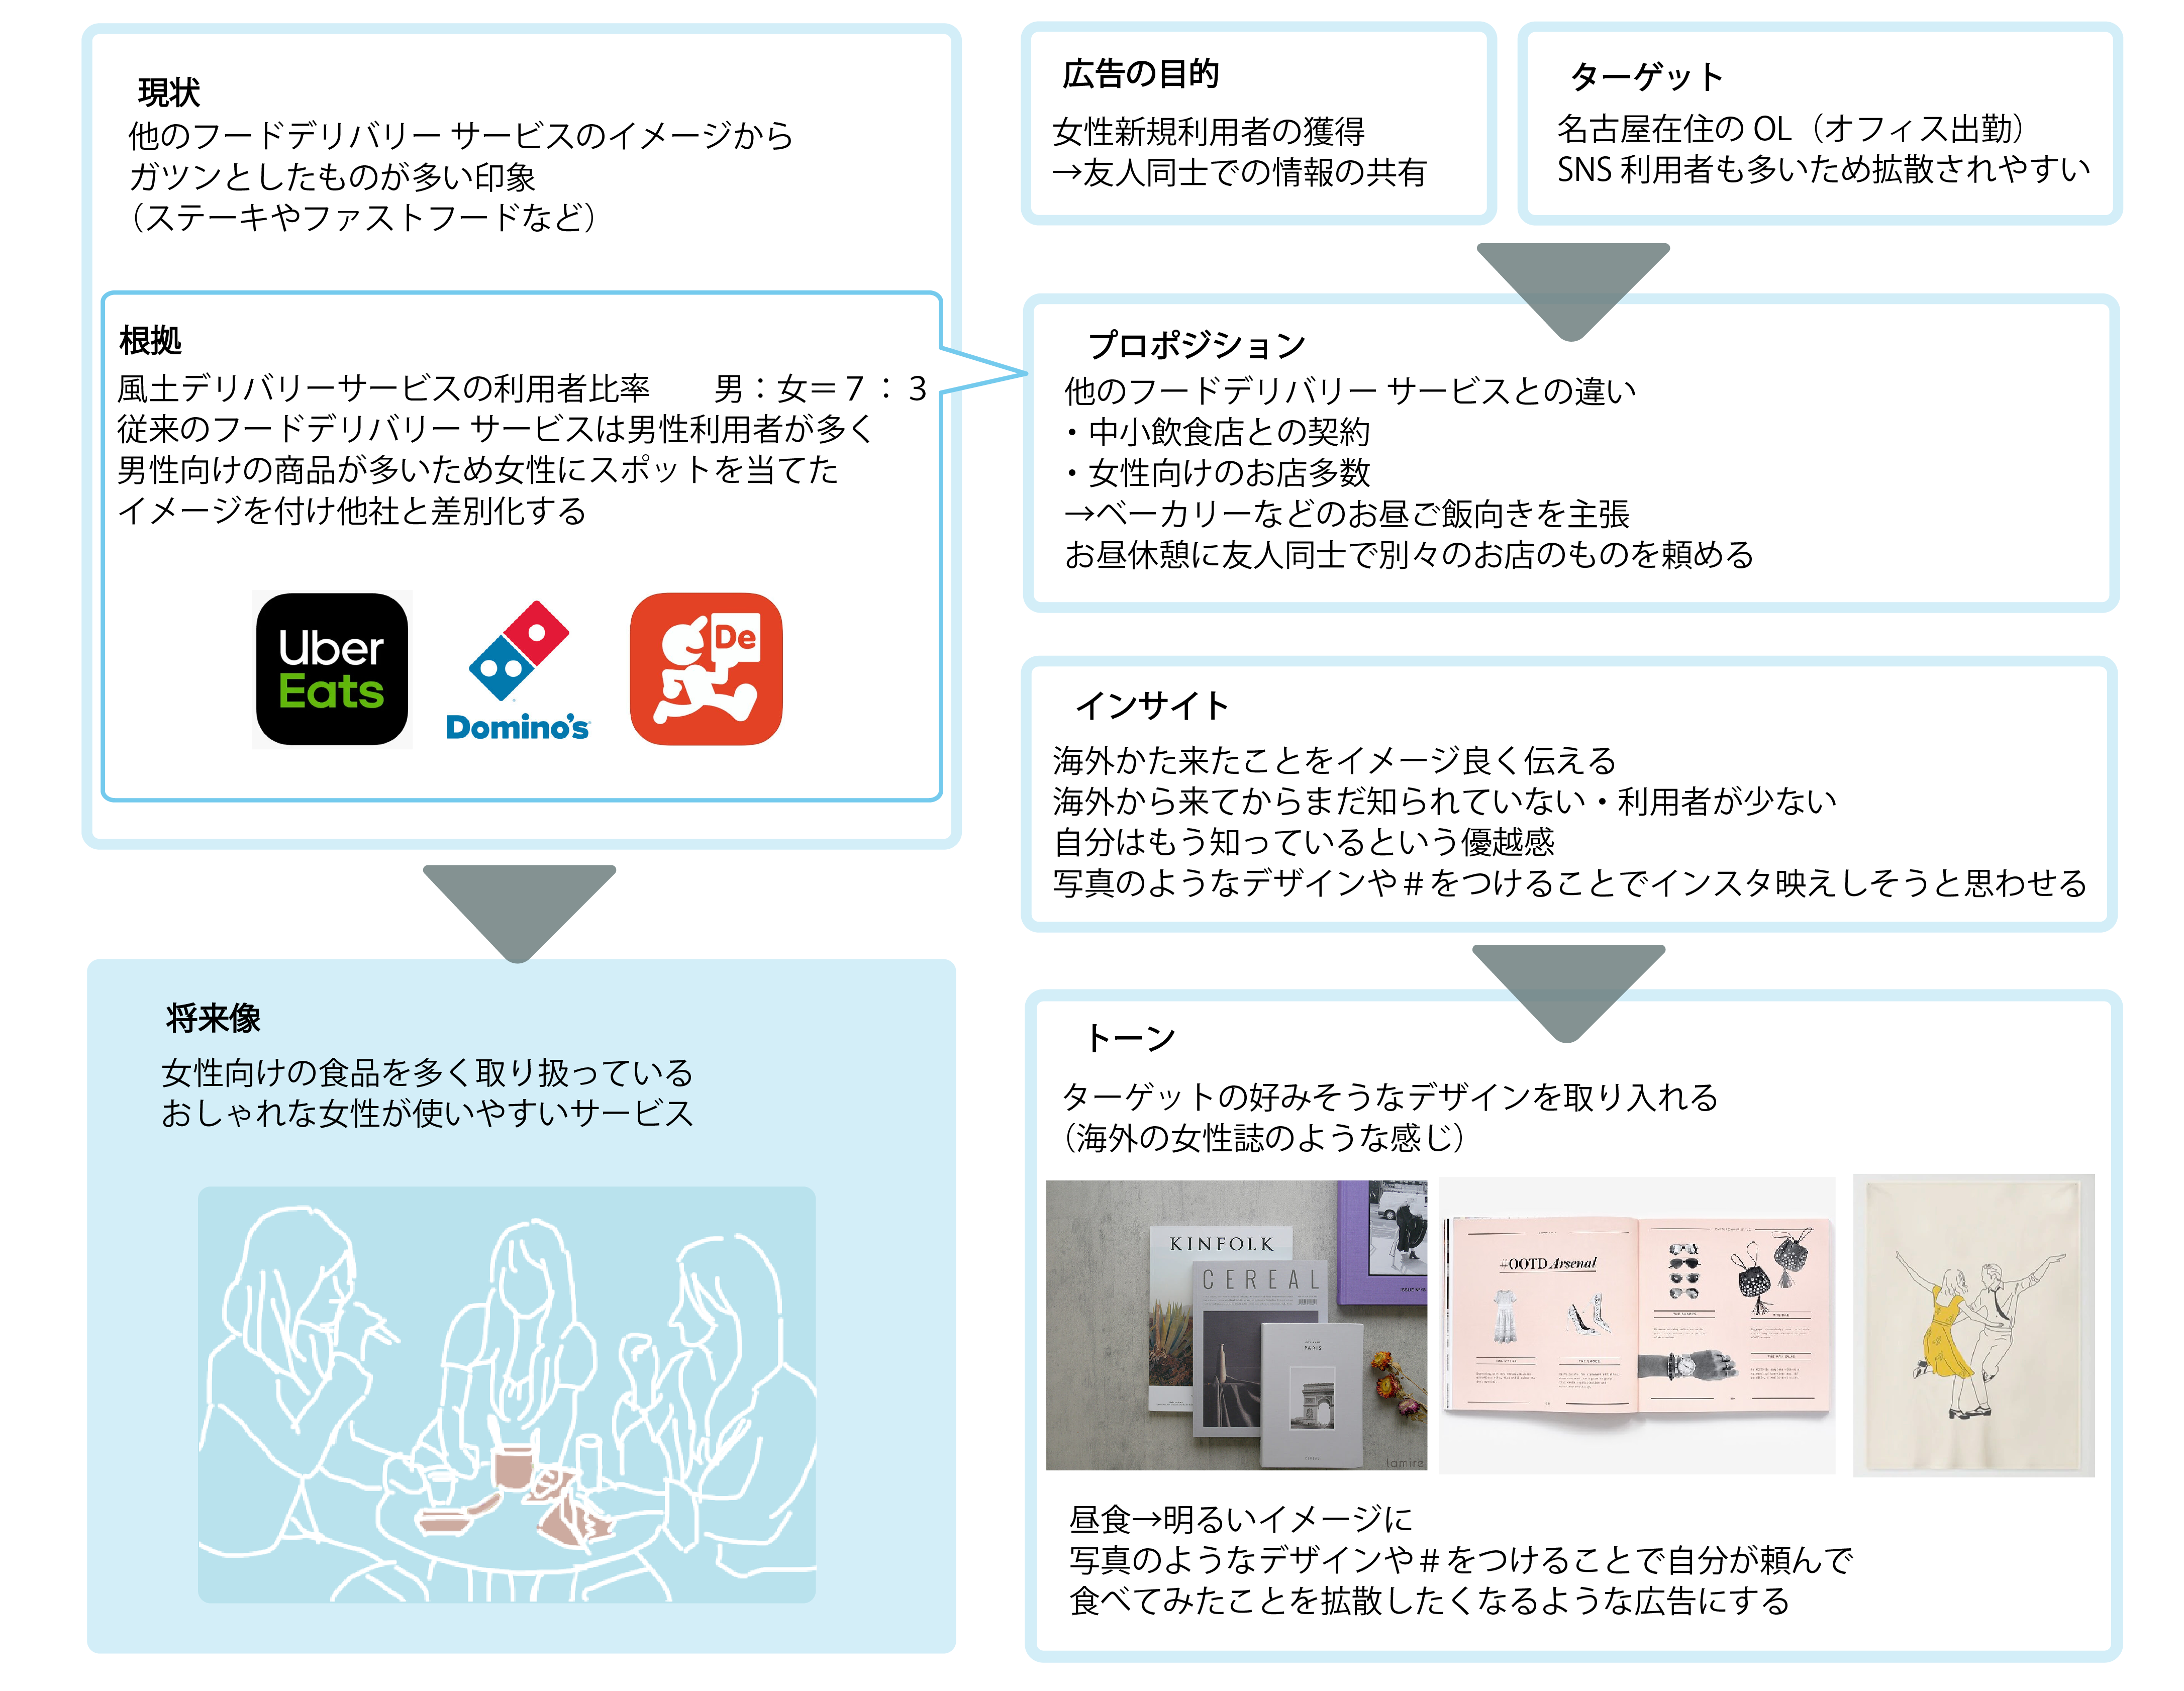 現状
他のフードデリバリー サービスのイメージから
ガツンとしたものが多い印象
（ステーキやファストフードなど）
根拠
風土デリバリーサービスの利用者比率　　男：女＝７：３
従来のフードデリバリー サービスは男性利用者が多く
男性向けの商品が多いため女性にスポットを当てた
イメージを付け他社と差別化する
Uber
Eats
Domino's
De
将来像
女性向けの食品を多く取り扱っている
おしゃれな女性が使いやすいサービス
広告の目的
女性新規利用者の獲得
→友人同士での情報の共有
ターゲット
名古屋在住の OL（オフィス出勤）
SNS 利用者も多いため拡散されやすい
プロポジション
他のフードデリバリー サービスとの違い
・中小飲食店との契約
・女性向けのお店多数
→ベーカリーなどのお昼ご飯向きを主張
お昼休憩に友人同士で別々のお店のものを頼める
インサイト
海外かた来たことをイメージ良く伝える
海外から来てからまだ知られていない・利用者が少ない
自分はもう知っているという優越感
写真のようなデザインや＃をつけることでインスタ映えしそうと思わせる
トーン
ターゲットの好みそうなデザインを取り入れる
（海外の女性誌のような感じ）
KINFOLK
CEREAL
PARIS
lamire
#OOTD Arsenal
昼食→明るいイメージに
写真のようなデザインや＃をつけることで自分が頼んで
食べてみたことを拡散したくなるような広告にする